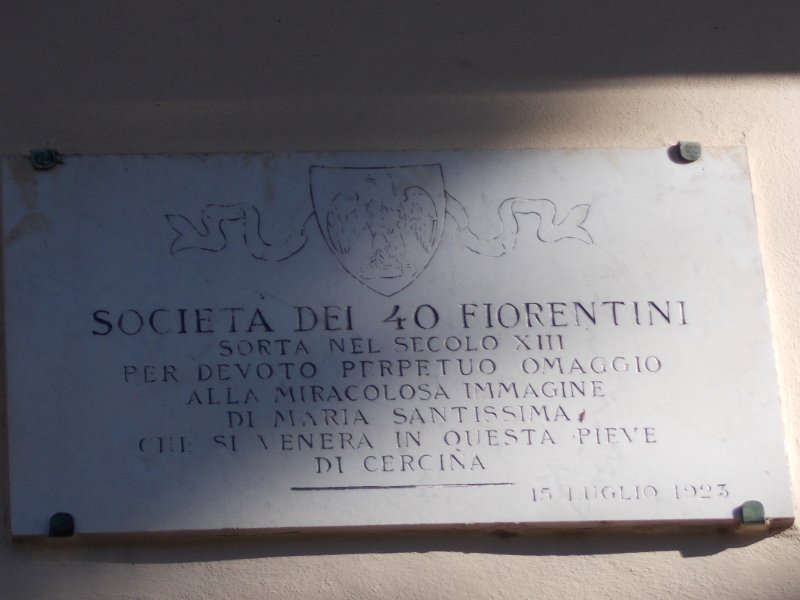 SOCIETÀ DEI 40 FIORENTINI
SORTA NEL SECOLO XIII
PER DEVOTO PERPETUO OMAGGIO
ALLA MIRACOLOSA IMMAGINE
DI MARIA SANTISSIMA,
CHE SI VENERA IN QUESTA PIEVE
DI CERCINA
15 LUGLIO 1923